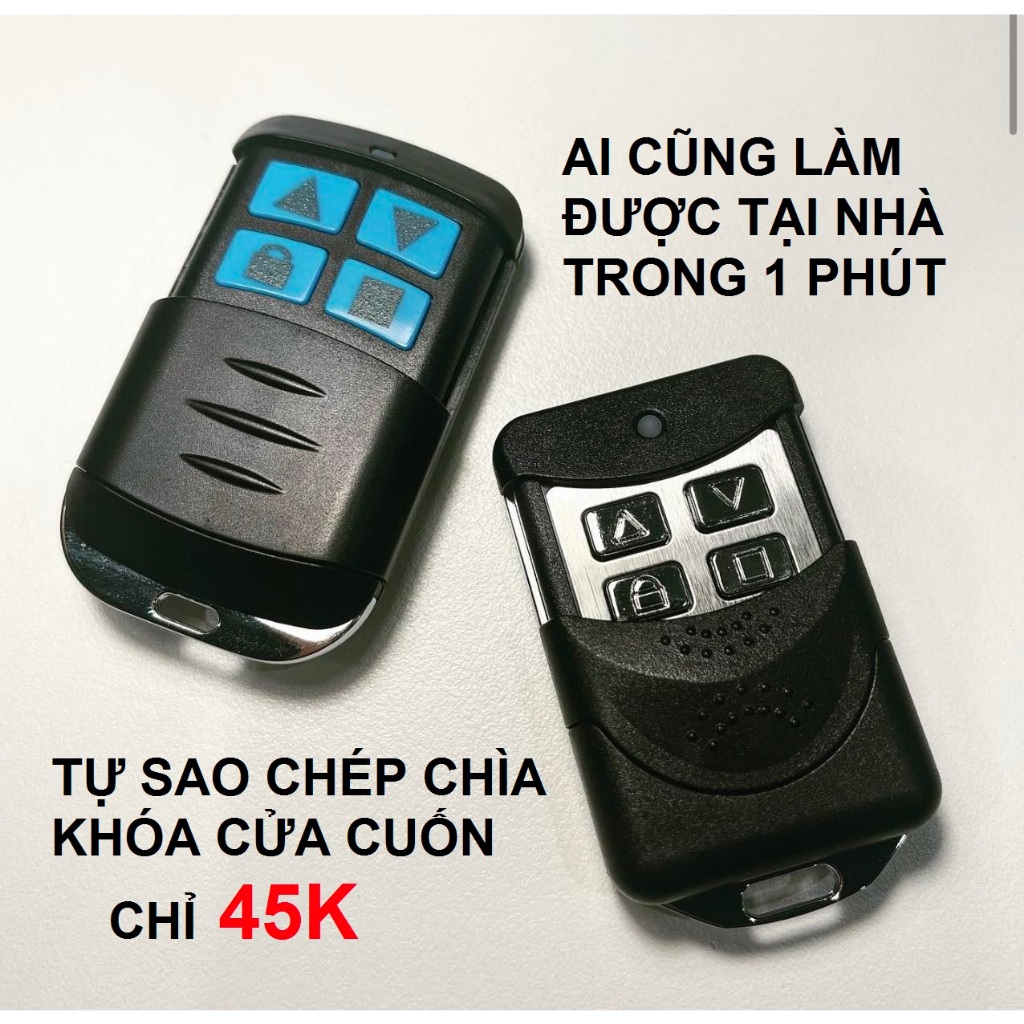 AI CŨNG LÀM
ĐƯỢC TẠI NHÀ
TRONG 1 PHÚT
TỰ SAO CHÉP CHÌA
KHÓA CỬA CUỐN
CHỈ 45K